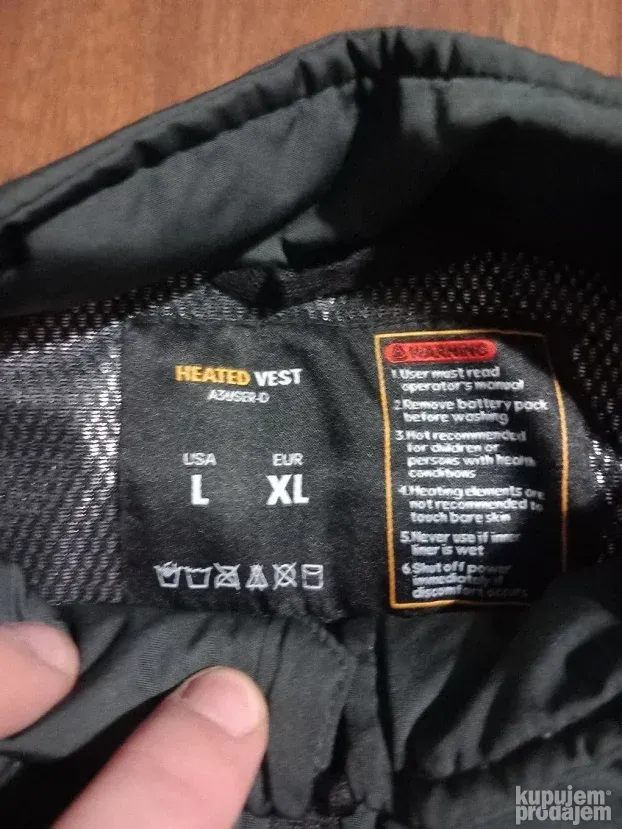 HEATED VEST
USA EUR
L XL
WARNING
1.User must read
operator's manual
2.Remove battery pack
before washing
3.Not recommended
for children or
persons with health
conditions
4.Heating elements are
not recommended to
touch bare skin
5.Never use if inner
liner is wet
6.Shut off power
immediately if
discomfort occurs
kupujem
prodajem